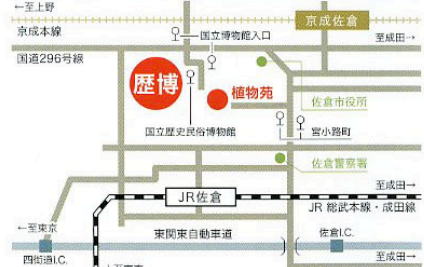 ←至上野
京成佐倉
京成本線
国立博物館入口
至成田→
国道296号線
歴博
植物苑
佐倉市役所
国立歴史民俗博物館
宮小路町
佐倉警察署
至成田→
JR佐倉
JR 総武本線・成田線
←至東京
東関東自動車道
佐倉I.C.
四街道I.C.
至成田→